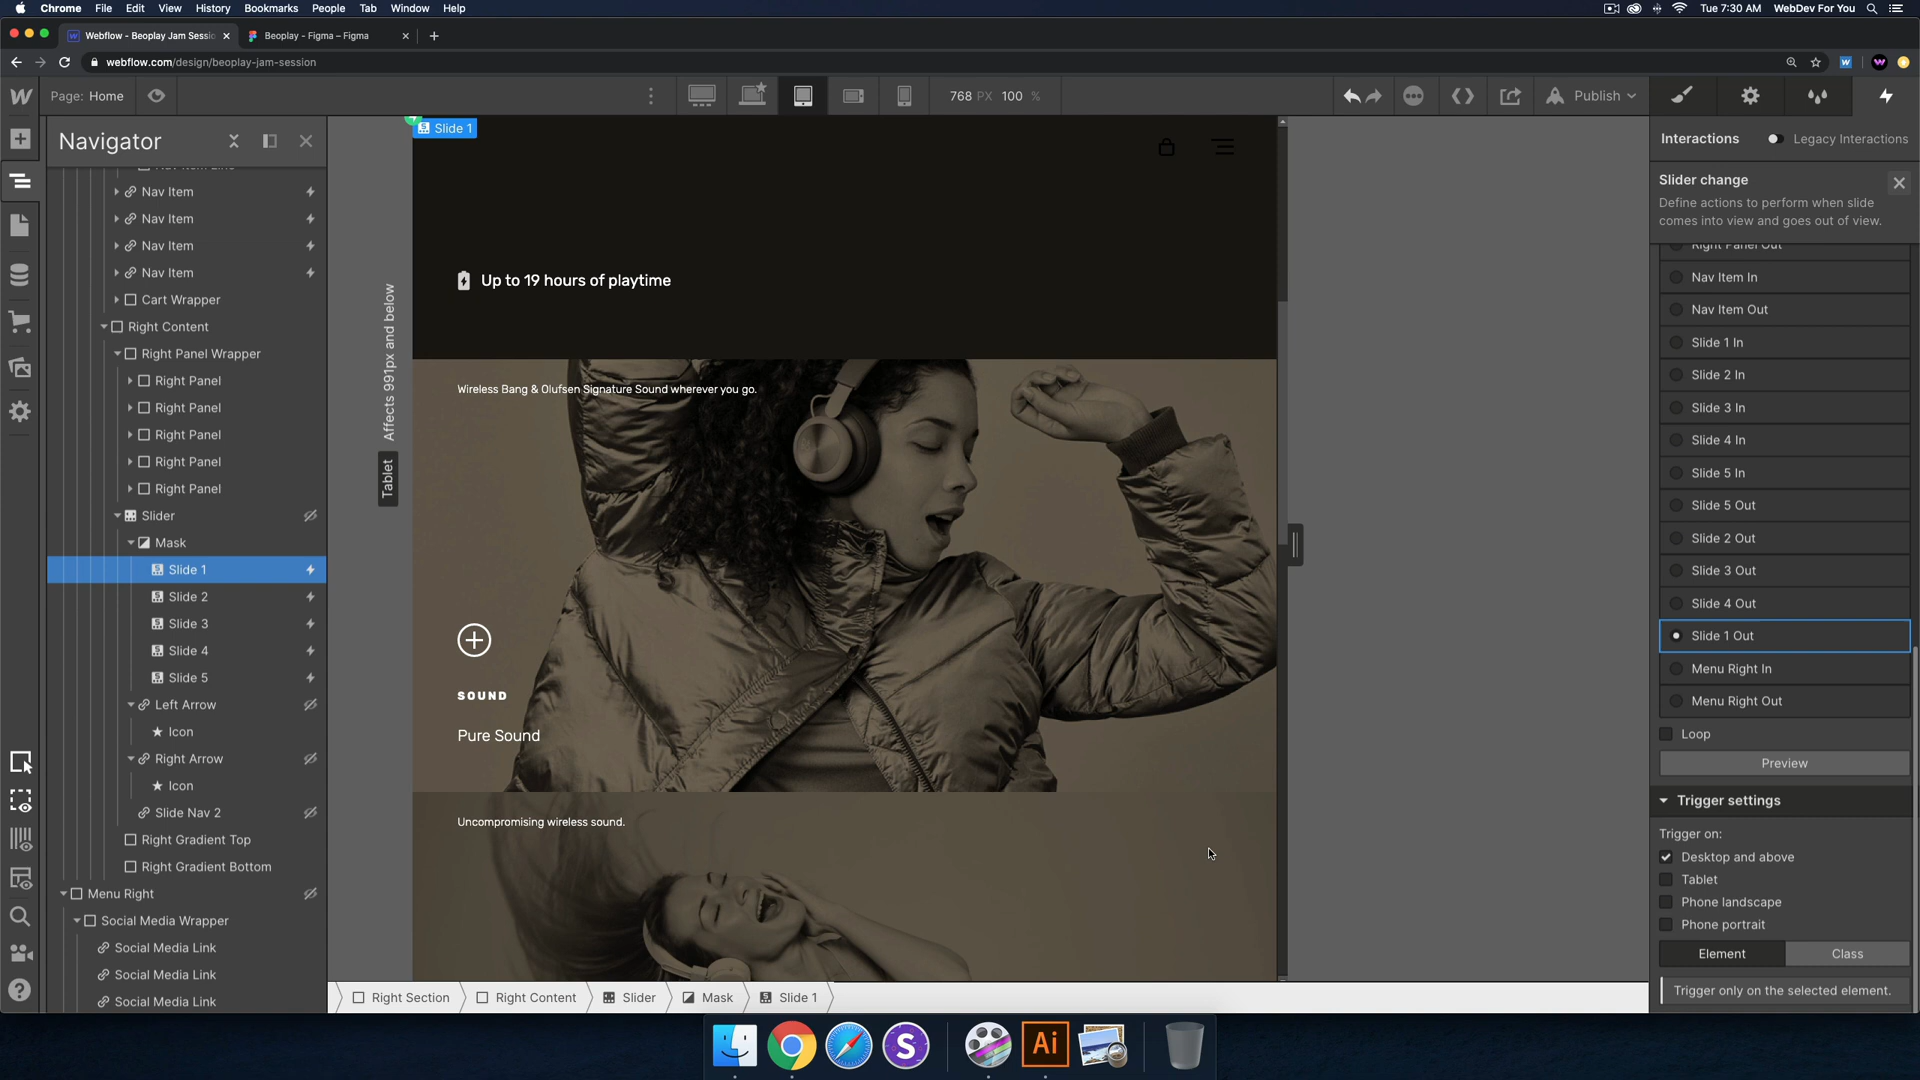 Chrome File Edit View History Bookmarks People Tab Window Help
Tue 7:30 AM WebDev For You
Webflow - Beoplay Jam Sessio
Beoplay - Figma – Figma
webflow.com/design/beoplay-jam-session
Page: Home
768 PX 100 %
Publish
Navigator
Nav Item
Nav Item
Nav Item
Nav Item
Cart Wrapper
Right Content
Right Panel Wrapper
Right Panel
Right Panel
Right Panel
Right Panel
Right Panel
Slider
Mask
Slide 1
Slide 2
Slide 3
Slide 4
Slide 5
Left Arrow
Icon
Right Arrow
Icon
Slide Nav 2
Right Gradient Top
Right Gradient Bottom
Menu Right
Social Media Wrapper
Social Media Link
Social Media Link
Social Media Link
Affects 991px and below
Tablet
Slide 1
Up to 19 hours of playtime
Wireless Bang & Olufsen Signature Sound wherever you go.
SOUND
Pure Sound
Uncompromising wireless sound.
Right Section Right Content Slider Mask Slide 1
Interactions
Legacy Interactions
Slider change
Define actions to perform when slide
comes into view and goes out of view.
Right Panel Out
Nav Item In
Nav Item Out
Slide 1 In
Slide 2 In
Slide 3 In
Slide 4 In
Slide 5 In
Slide 5 Out
Slide 2 Out
Slide 3 Out
Slide 4 Out
Slide 1 Out
Menu Right In
Menu Right Out
Loop
Preview
Trigger settings
Trigger on:
Desktop and above
Tablet
Phone landscape
Phone portrait
Element
Class
Trigger only on the selected element.
Ai